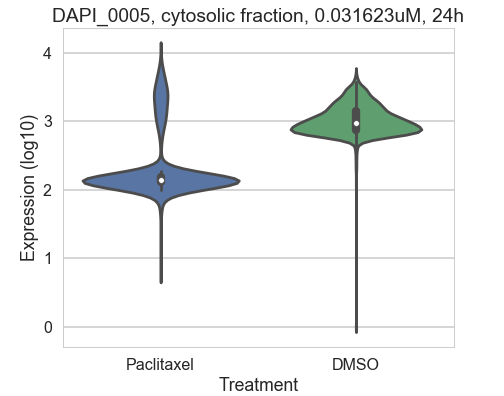 DAPI_0005, cytosolic fraction, 0.031623uM, 24h
4
3
2
1
0
Expression (log10)
Paclitaxel
DMSO
Treatment